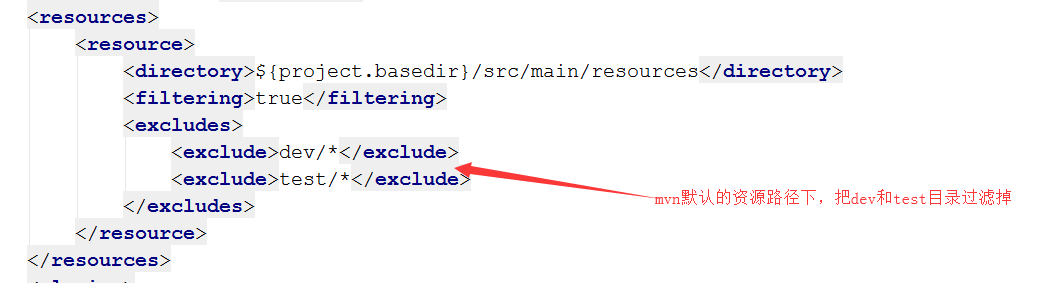 <resources>
<resource>
<directory>${project.basedir}/src/main/resources</directory>
<filtering>true</filtering>
<excludes>
<exclude>dev/*</exclude>
<exclude>test/*</exclude>
mvn默认的资源路径下，把dev和test目录过滤掉
</excludes>
</resource>
</resources>